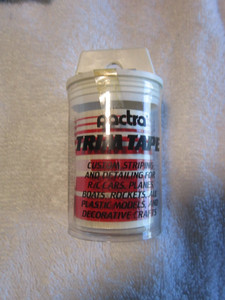 pactra
TRIM TAPE
CUSTOM STRIPING
AND DETAILING FOR
R/C CARS, PLANES,
BOATS, ROCKETS, ALL
PLASTIC MODELS, AND
DECORATIVE CRAFTS